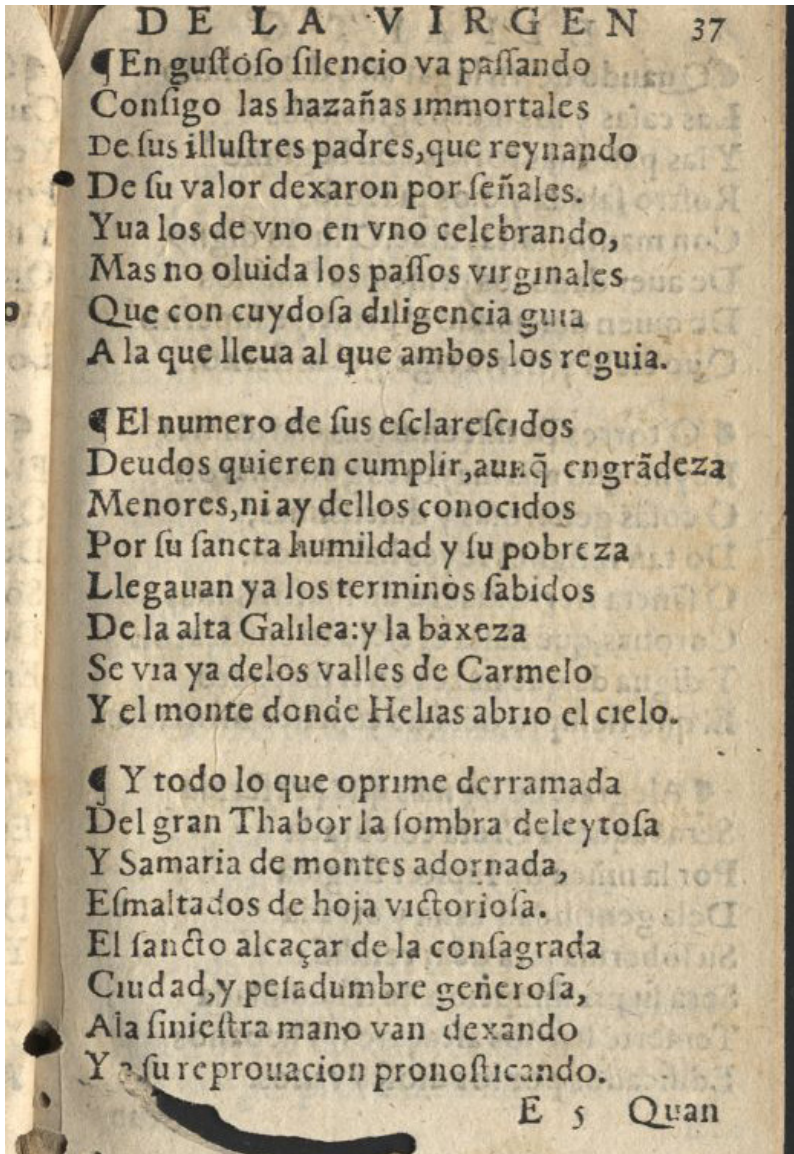 DE LA VIRGEN 37
¶ En gustoso silencio va passando
Consigo las hazañas immortales
De sus illustres padres, que reynando
De su valor dexaron por señales.
Yua los de vno en vno celebrando,
Mas no oluida los passos virginales
Que con cuydosa diligencia guia
A la que lleua al que ambos los reguia.
¶ El numero de sus esclarescidos
Deudos quieren cumplir, aunq̃ engrãdeza
Menores, ni ay dellos conocidos
Por su sancta humildad y su pobreza
Llegauan ya los terminos sabidos
De la alta Galilea: y la baxeza
Se via ya delos valles de Carmelo
Y el monte donde Helias abrio el cielo.
¶ Y todo lo que oprime derramada
Del gran Thabor la sombra deleytosa
Y Samaria de montes adornada,
Esmaltados de hoja victoriosa.
El sancto alcaçar de la consagrada
Ciudad, y pesadumbre generosa,
Ala siniestra mano van dexando
Y a su reprouacion pronosticando.
E 5 Quan